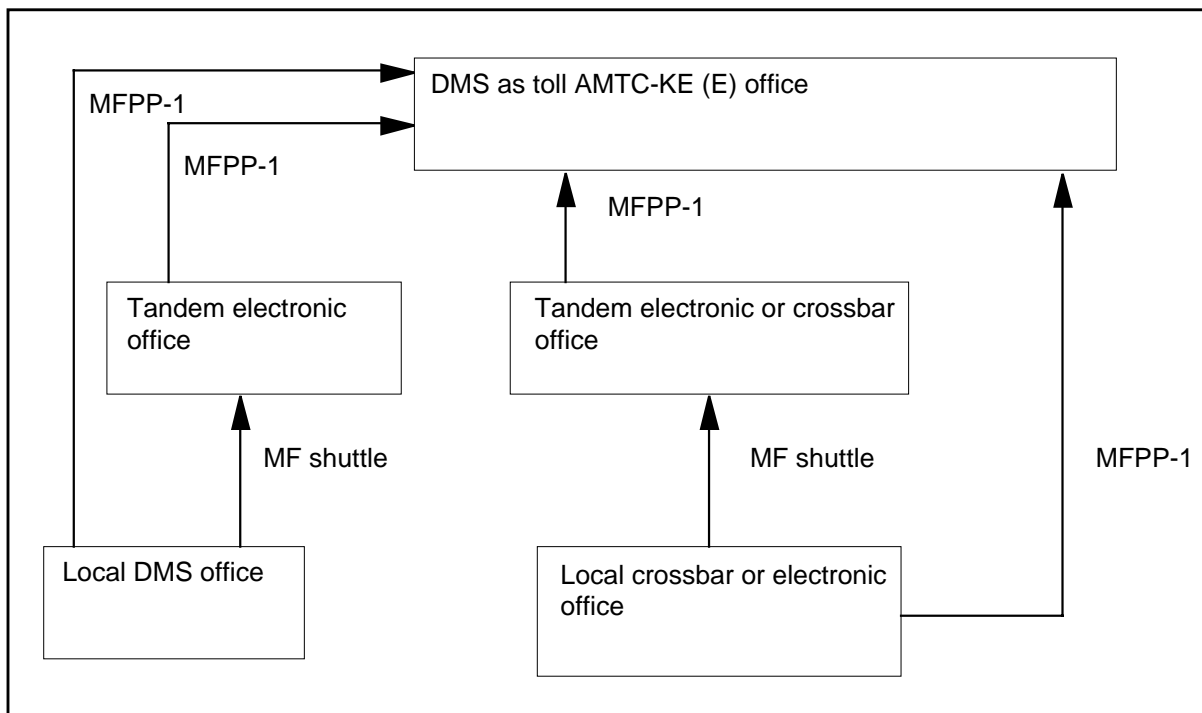 DMS as toll AMTC-KE (E) office
MFPP-1
MFPP-1
MFPP-1
Tandem electronic
office
Tandem electronic or crossbar
office
MF shuttle
MF shuttle
MFPP-1
Local DMS office
Local crossbar or electronic
office